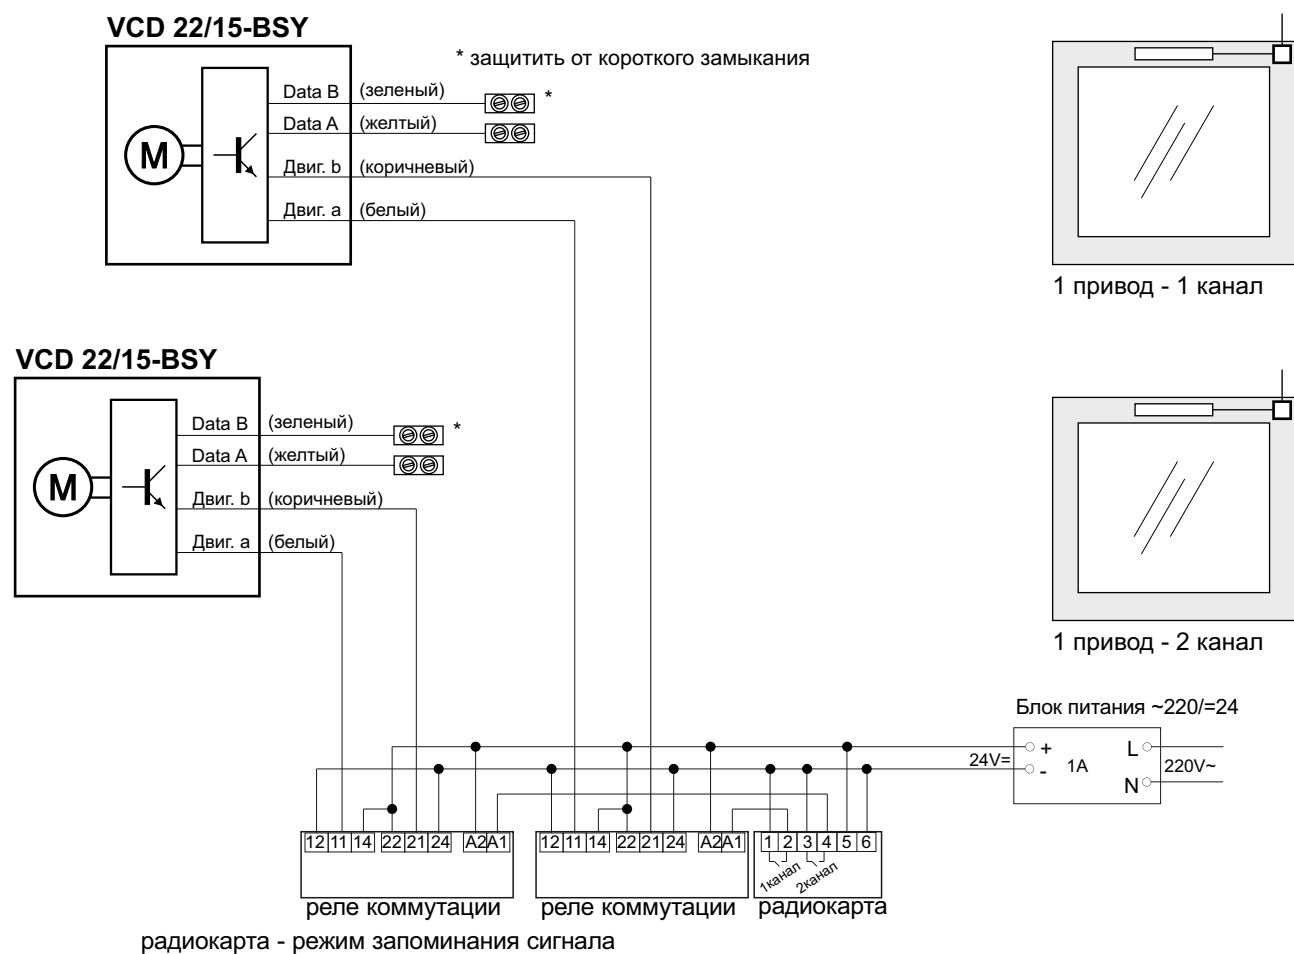 VCD 22/15-BSY
* защитить от короткого замыкания
Data B (зеленый) *
Data A (желтый)
Двиг. b (коричневый)
Двиг. a (белый)
M
1 привод - 1 канал
VCD 22/15-BSY
Data B (зеленый) *
Data A (желтый)
Двиг. b (коричневый)
Двиг. a (белый)
M
1 привод - 2 канал
Блок питания ~220/=24
24V= + - 1A L N 220V~
12 11 14 22 21 24 A2 A1
12 11 14 22 21 24 A2 A1
1 2 3 4 5 6
1канал 2канал
реле коммутации
реле коммутации
радиокарта
радиокарта - режим запоминания сигнала